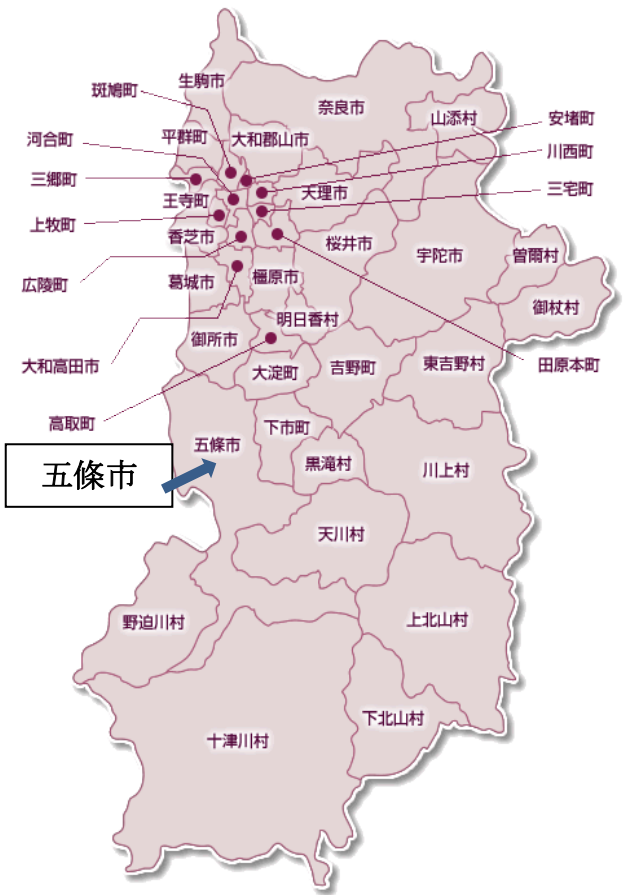 生駒市
斑鳩町
奈良市
山添村
安堵町
河合町
平群町
大和郡山市
川西町
三郷町
天理市
三宅町
王寺町
上牧町
香芝市
桜井市
宇陀市
曽爾村
広陵町
葛城市
橿原市
御杖村
明日香村
御所市
大和高田市
大淀町
吉野町
東吉野村
田原本町
高取町
下市町
五條市
黒滝村
川上村
五條市
天川村
野迫川村
上北山村
下北山村
十津川村